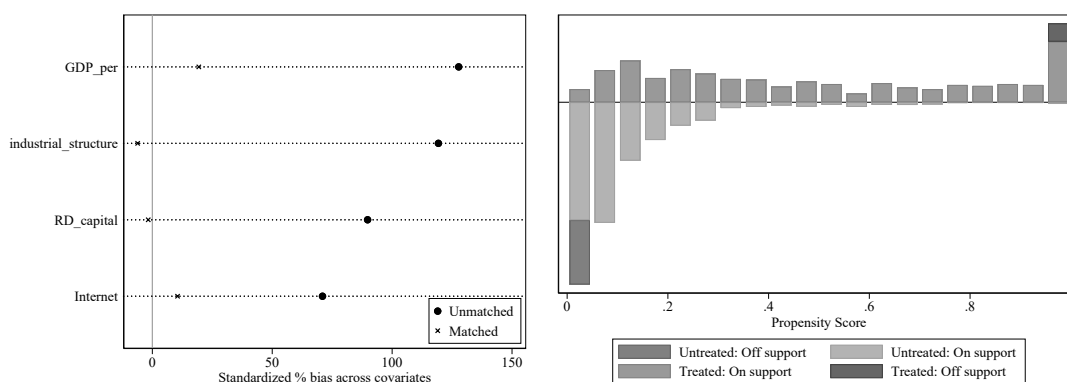 GDP_per
industrial_structure
RD_capital
Internet
Unmatched
Matched
0 50 100 150
Standardized % bias across covariates
0 .2 .4 .6 .8
Propensity Score
Untreated: Off support Untreated: On support
Treated: On support Treated: Off support